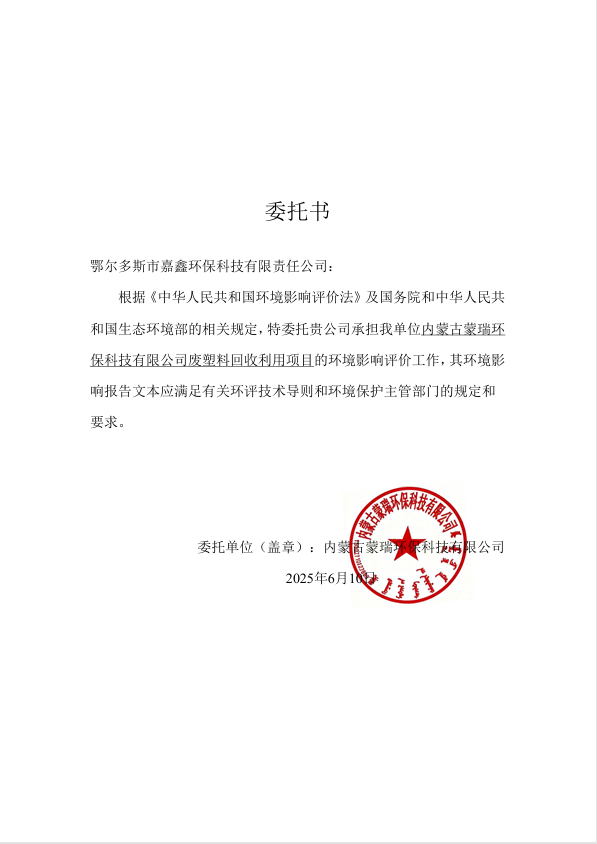 委托书
鄂尔多斯市嘉鑫环保科技有限责任公司：
根据《中华人民共和国环境影响评价法》及国务院和中华人民共
和国生态环境部的相关规定，特委托贵公司承担我单位内蒙古蒙瑞环
保科技有限公司废塑料回收利用项目的环境影响评价工作，其环境影
响报告文本应满足有关环评技术导则和环境保护主管部门的规定和
要求。
内蒙古蒙瑞环保科技有限公司
委托单位（盖章）：内蒙古蒙瑞环保科技有限公司
2025年6月10日